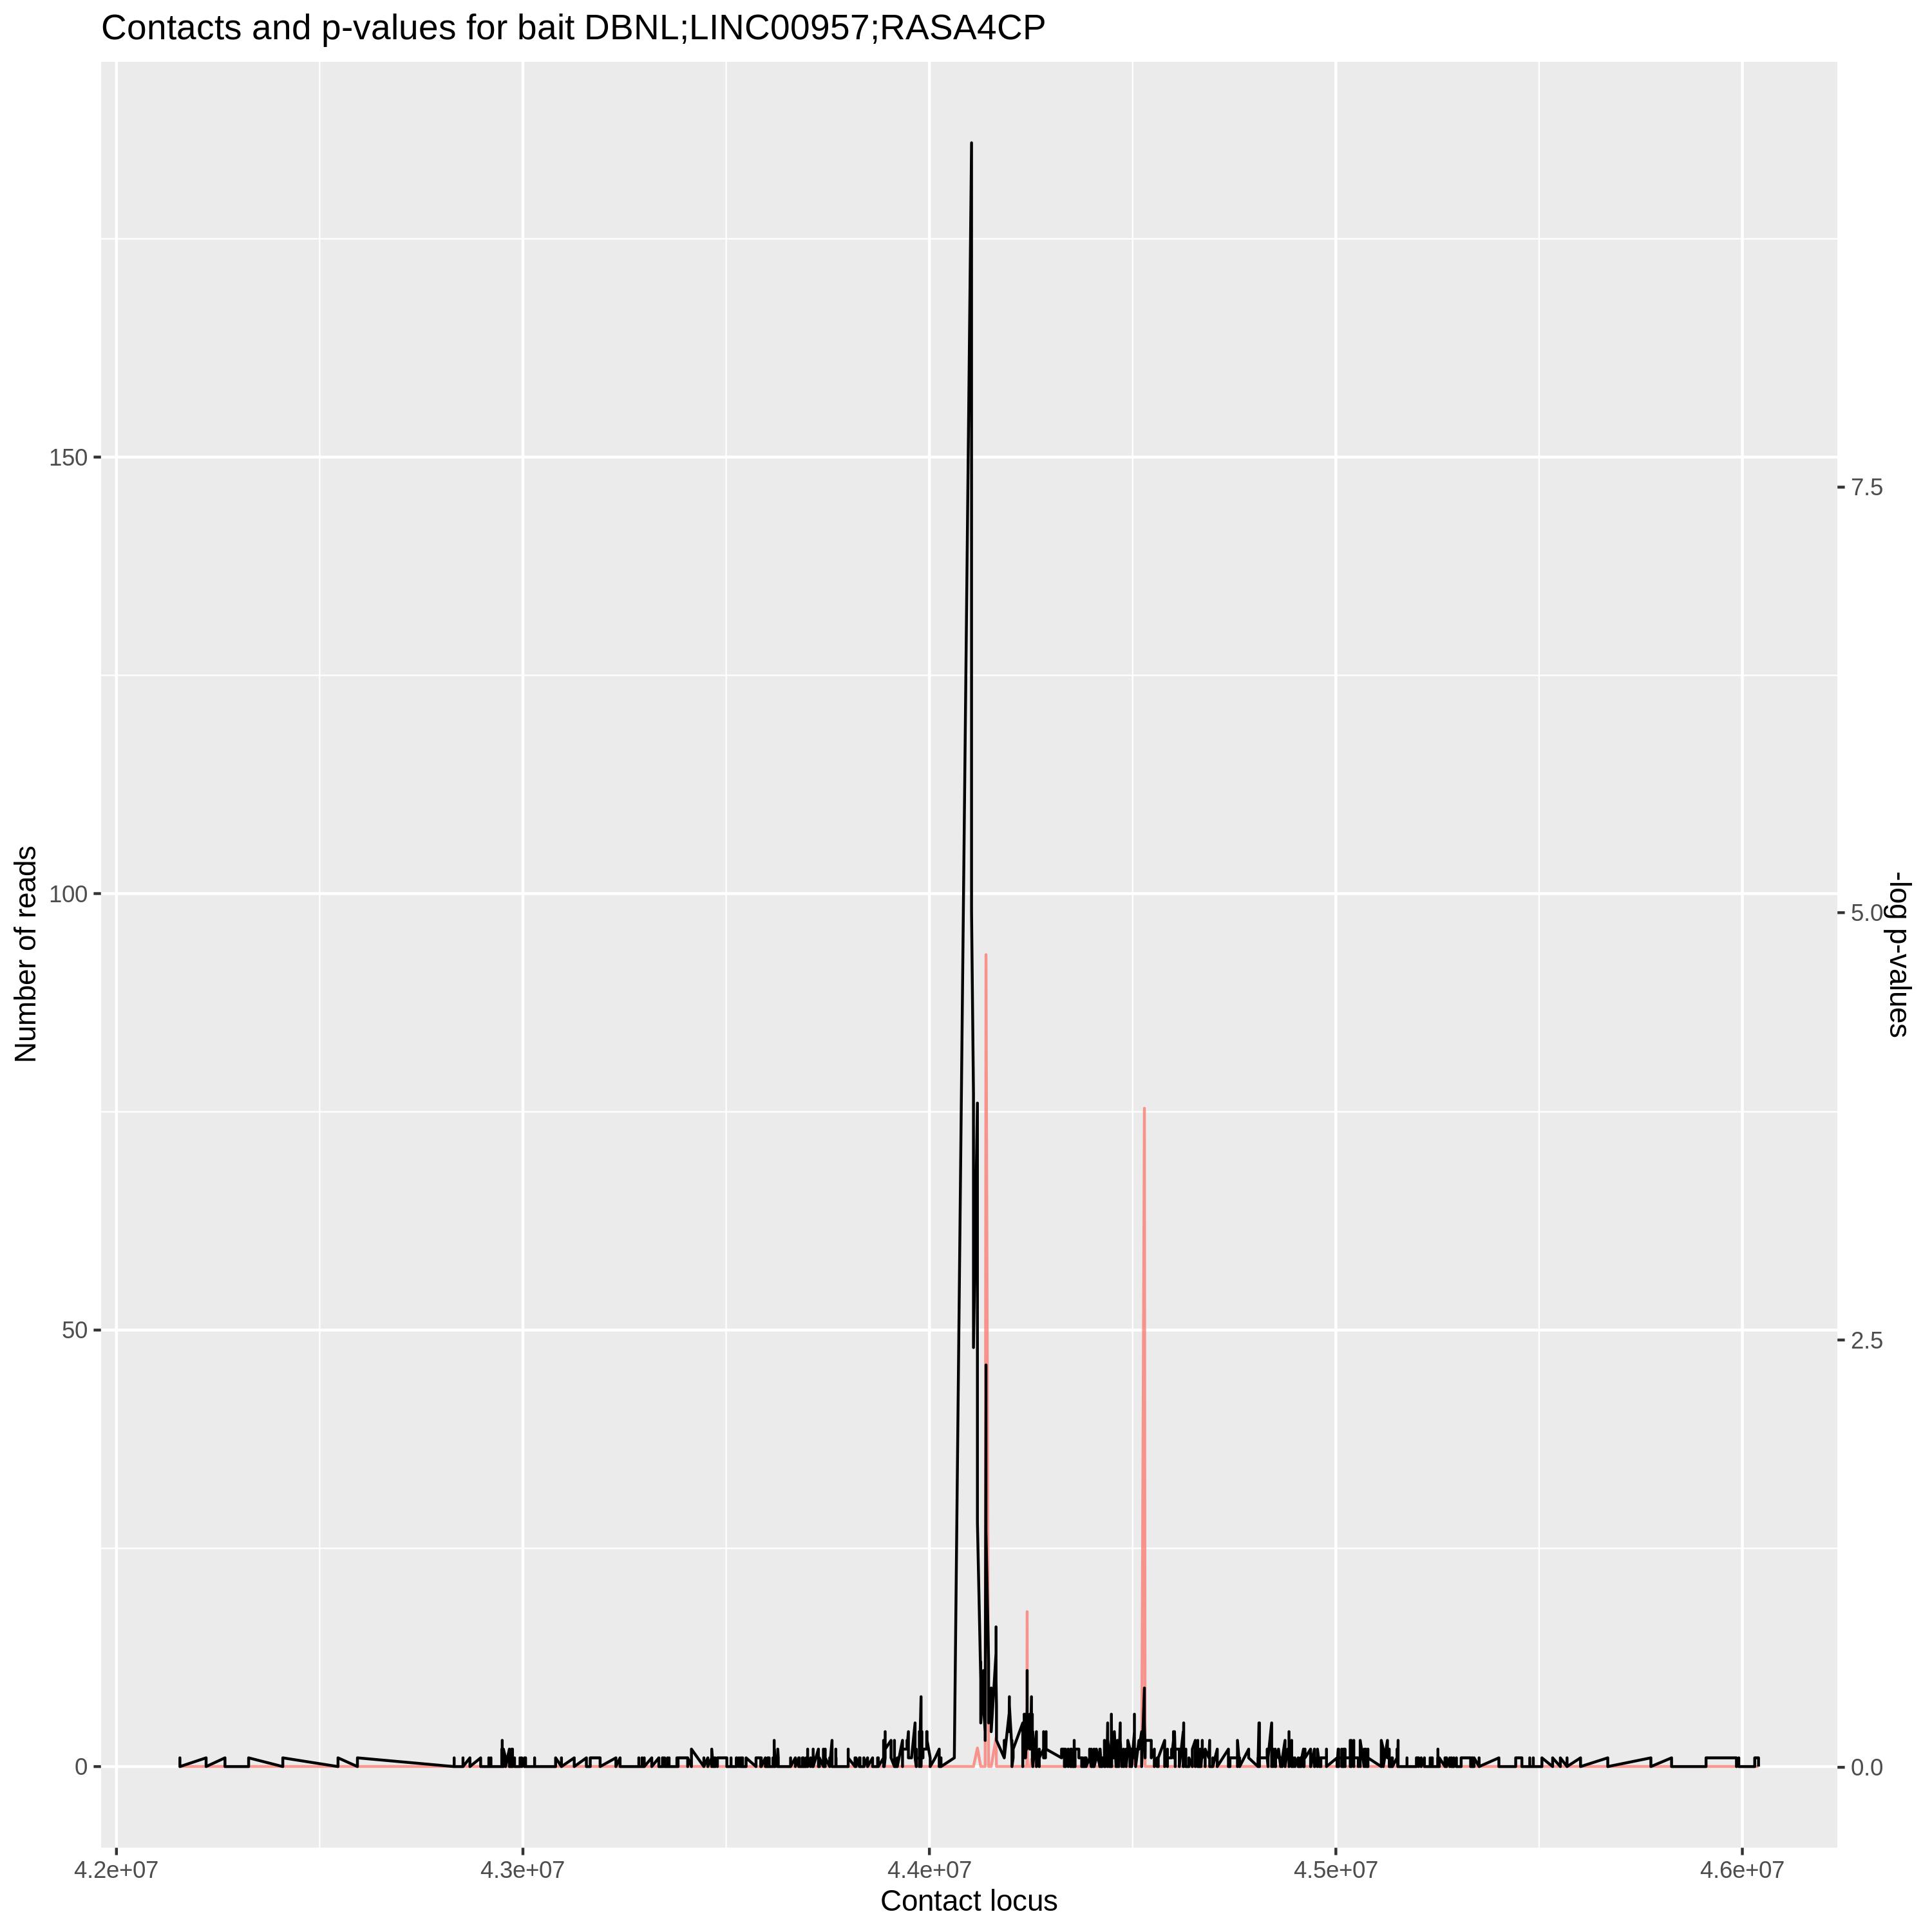 Contacts and p-values for bait DBNL;LINC00957;RASA4CP
Number of reads
150
100
50
0
7.5
5.0
2.5
0.0
-log p-values
4.2e+07 4.3e+07 4.4e+07 4.5e+07 4.6e+07
Contact locus